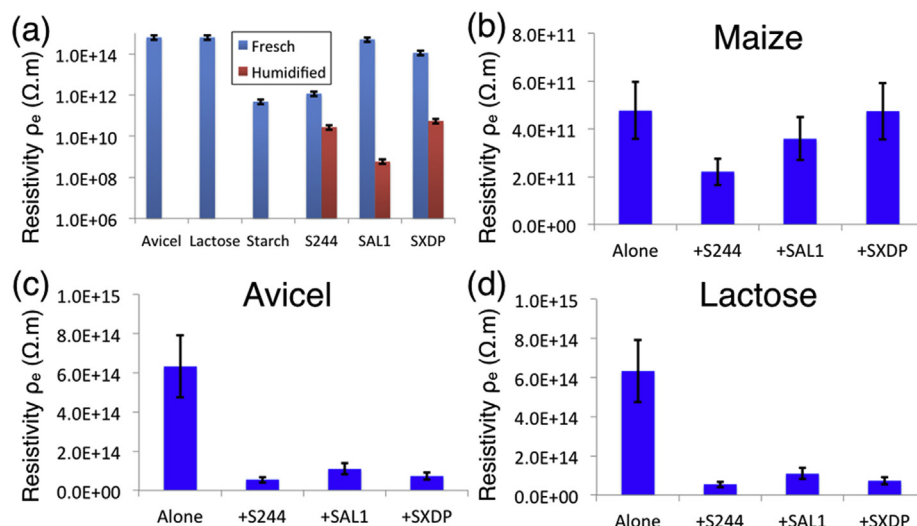 (a)
Resistivity ρe (Ω.m)
1.0E+14
1.0E+12
1.0E+10
1.0E+08
1.0E+06
Fresch
Humidified
Avicel Lactose Starch S244 SAL1 SXDP
(b)
Maize
Resistivity ρe (Ω.m)
8.0E+11
6.0E+11
4.0E+11
2.0E+11
0.0E+00
Alone +S244 +SAL1 +SXDP
(c)
Avicel
Resistivity ρe (Ω.m)
1.0E+15
8.0E+14
6.0E+14
4.0E+14
2.0E+14
0.0E+00
Alone +S244 +SAL1 +SXDP
(d)
Lactose
Resistivity ρe (Ω.m)
1.0E+15
8.0E+14
6.0E+14
4.0E+14
2.0E+14
0.0E+00
Alone +S244 +SAL1 +SXDP